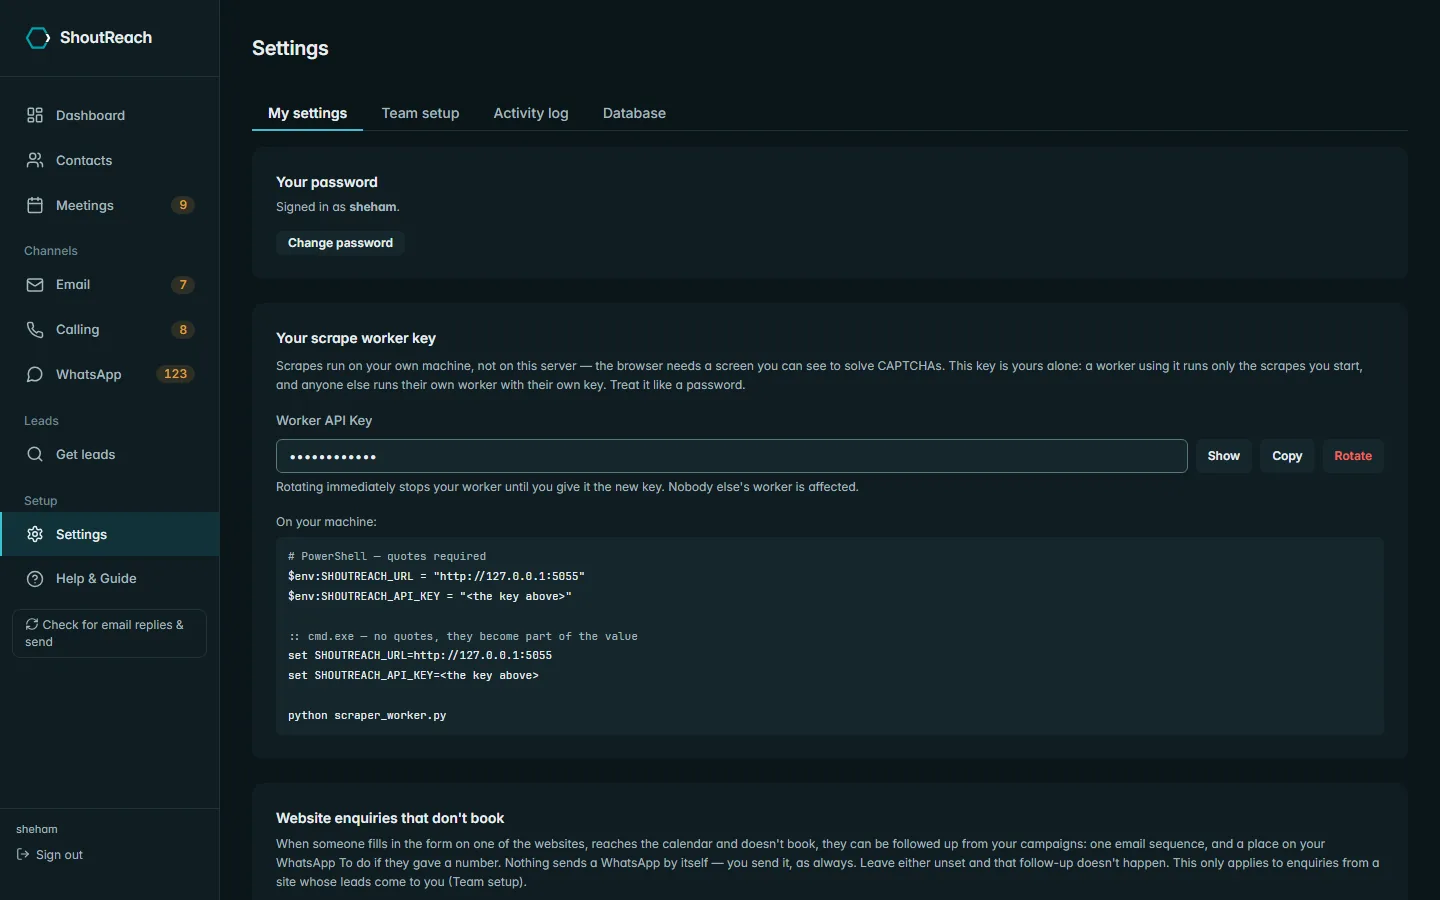 ShoutReach
Dashboard
Contacts
Meetings 9
Channels
Email 7
Calling 8
WhatsApp 123
Leads
Get leads
Setup
Settings
Help & Guide
Check for email replies &
send
sheham
Sign out
Settings
My settings Team setup Activity log Database
Your password
Signed in as sheham.
Change password
Your scrape worker key
Scrapes run on your own machine, not on this server — the browser needs a screen you can see to solve CAPTCHAs. This key is yours alone: a worker using it runs only the scrapes you start,
and anyone else runs their own worker with their own key. Treat it like a password.
Worker API Key
•••••••••••• Show Copy Rotate
Rotating immediately stops your worker until you give it the new key. Nobody else's worker is affected.
On your machine:
# PowerShell — quotes required
$env:SHOUTREACH_URL = "http://127.0.0.1:5055"
$env:SHOUTREACH_API_KEY = "<the key above>"
:: cmd.exe — no quotes, they become part of the value
set SHOUTREACH_URL=http://127.0.0.1:5055
set SHOUTREACH_API_KEY=<the key above>
python scraper_worker.py
Website enquiries that don't book
When someone fills in the form on one of the websites, reaches the calendar and doesn't book, they can be followed up from your campaigns: one email sequence, and a place on your
WhatsApp To do if they gave a number. Nothing sends a WhatsApp by itself — you send it, as always. Leave either unset and that follow-up doesn't happen. This only applies to enquiries from a
site whose leads come to you (Team setup).